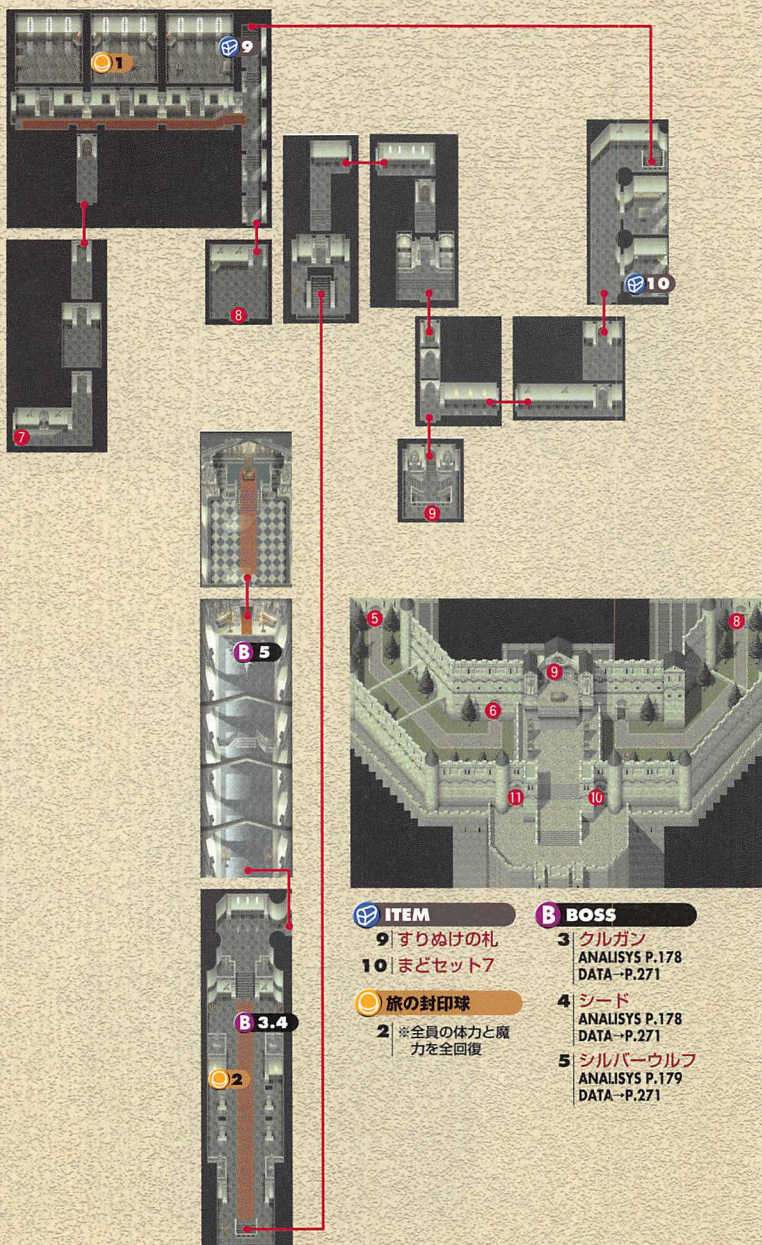 1
9
10
8
7
9
B 5
5
8
9
6
11
10
B 3.4
2
ITEM
9 すりぬけの札
10 まどセット7
旅の封印球
2 ※全員の体力と魔
力を全回復
B BOSS
3 クルガン
ANALISYS P.178
DATA→P.271
4 シード
ANALISYS P.178
DATA→P.271
5 シルバーウルフ
ANALISYS P.179
DATA→P.271